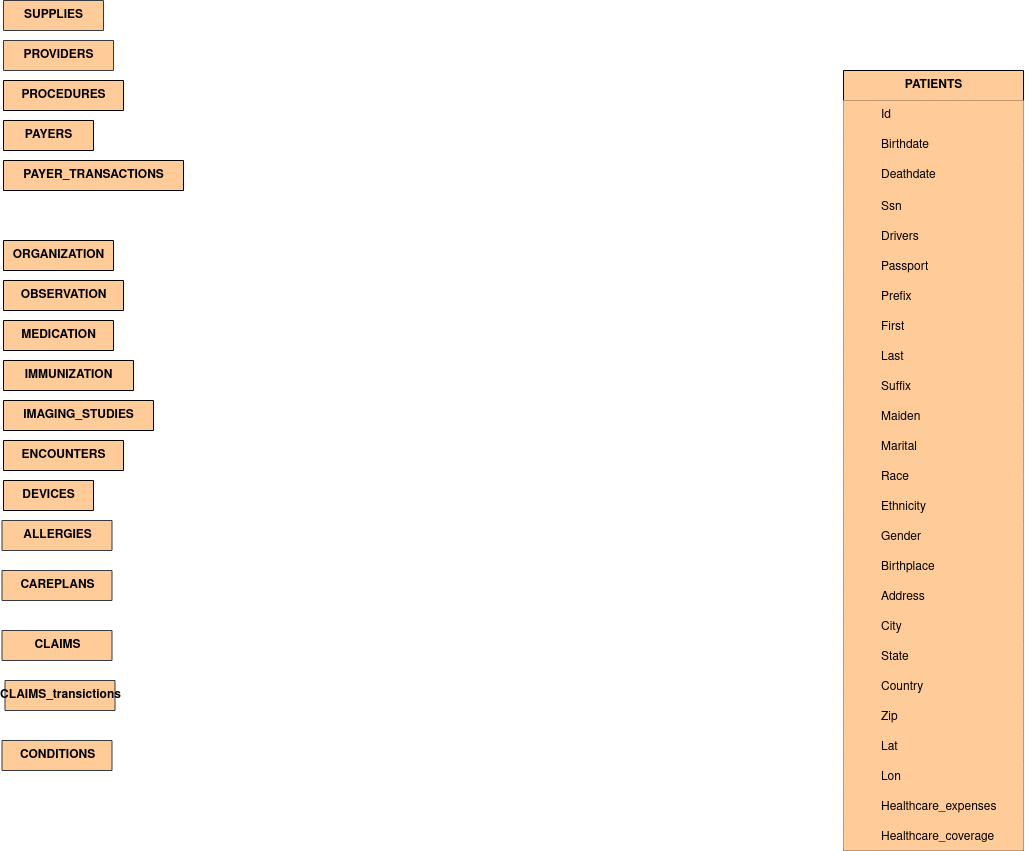 SUPPLIES
PROVIDERS
PROCEDURES
PAYERS
PAYER_TRANSACTIONS
ORGANIZATION
OBSERVATION
MEDICATION
IMMUNIZATION
IMAGING_STUDIES
ENCOUNTERS
DEVICES
ALLERGIES
CAREPLANS
CLAIMS
CLAIMS_transictions
CONDITIONS
PATIENTS
Id
Birthdate
Deathdate
Ssn
Drivers
Passport
Prefix
First
Last
Suffix
Maiden
Marital
Race
Ethnicity
Gender
Birthplace
Address
City
State
Country
Zip
Lat
Lon
Healthcare_expenses
Healthcare_coverage